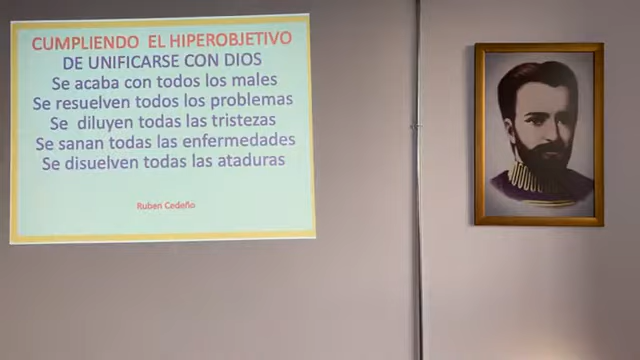 CUMPLIENDO EL HIPEROBJETIVO
DE UNIFICARSE CON DIOS
Se acaba con todos los males
Se resuelven todos los problemas
Se diluyen todas las tristezas
Se sanan todas las enfermedades
Se disuelven todas las ataduras
Ruben Cedeño